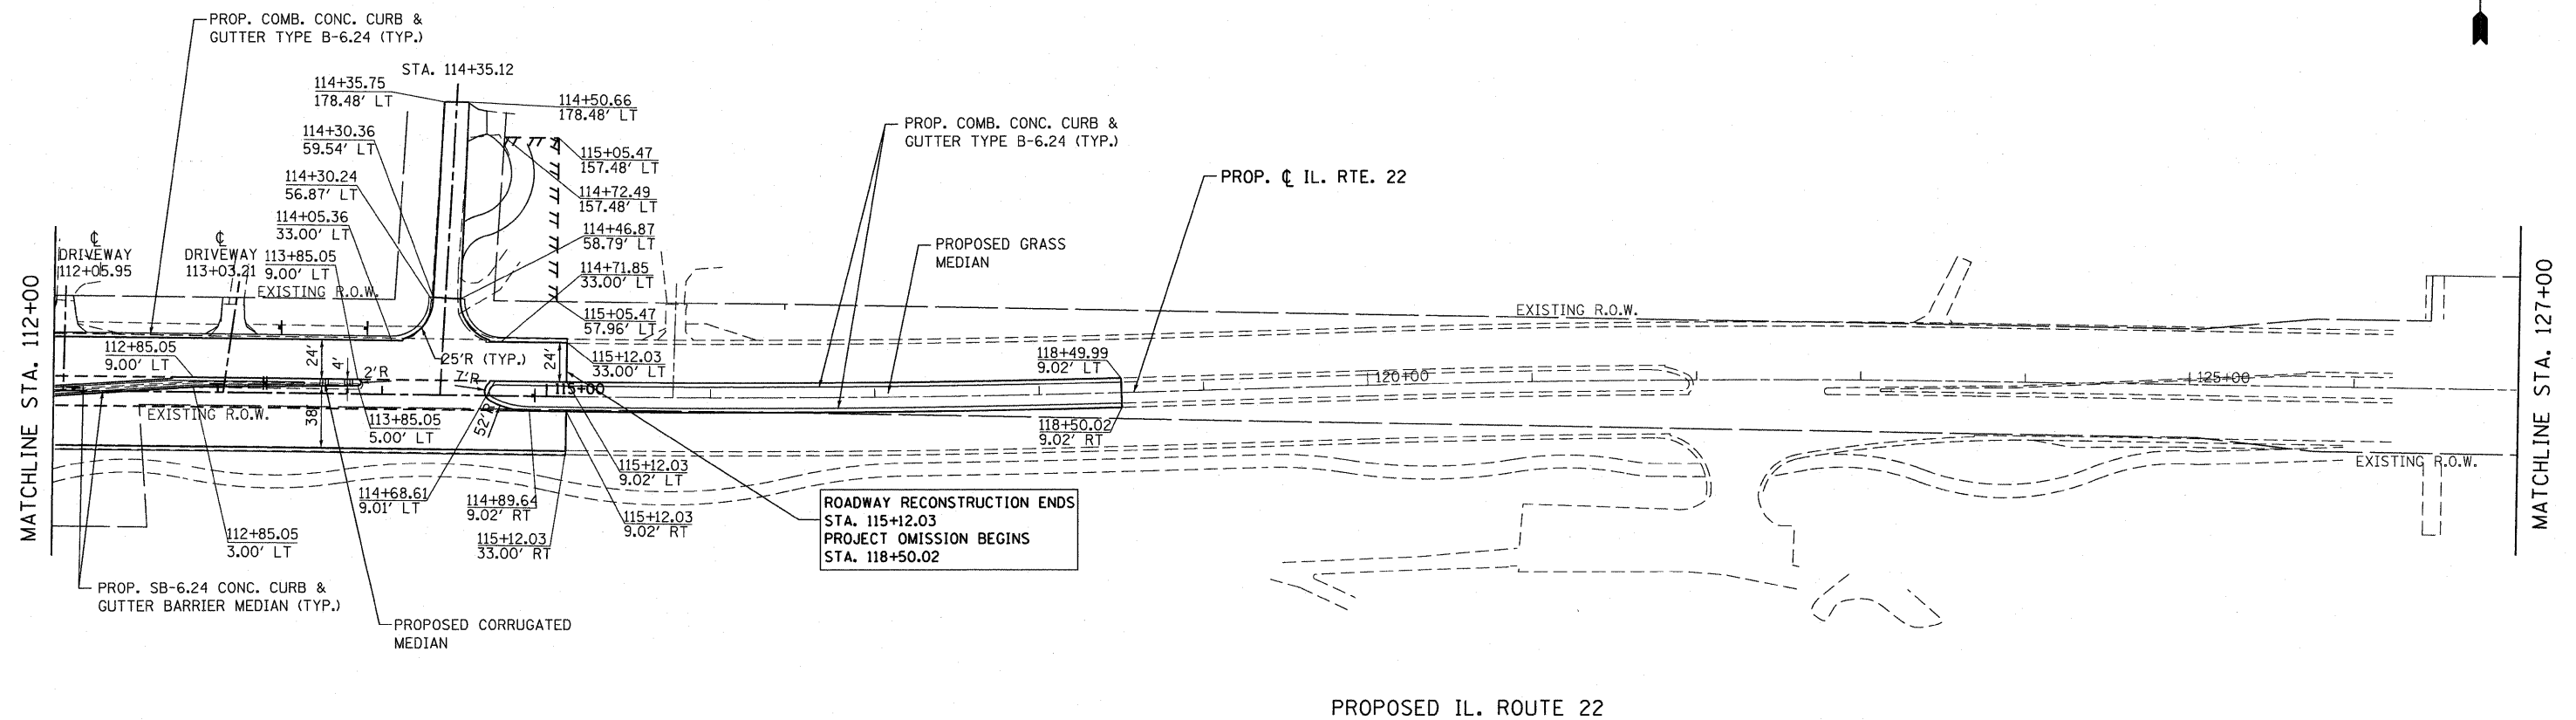 PROP. COMB. CONC. CURB &
GUTTER TYPE B-6.24 (TYP.)
STA. 114+35.12
114+35.75
178.48' LT
114+50.66
178.48' LT
114+30.36
59.54' LT
115+05.47
157.48' LT
PROP. COMB. CONC. CURB &
GUTTER TYPE B-6.24 (TYP.)
114+30.24
56.87' LT
114+72.49
157.48' LT
PROP. ℄ IL. RTE. 22
114+05.36
33.00' LT
114+46.87
58.79' LT
℄
DRIVEWAY
112+05.95
℄
DRIVEWAY
113+03.21
113+85.05
9.00' LT
114+71.85
33.00' LT
PROPOSED GRASS
MEDIAN
EXISTING R.O.W.
115+05.47
57.96' LT
EXISTING R.O.W.
MATCHLINE STA. 112+00
MATCHLINE STA. 127+00
112+85.05
9.00' LT
24'
4'
2'R
25'R (TYP.)
7'R
24'
115+12.03
33.00' LT
118+49.99
9.02' LT
115+00
120+00
125+00
EXISTING R.O.W.
38'
113+85.05
5.00' LT
52'R
118+50.02
9.02' RT
EXISTING R.O.W.
115+12.03
9.02' LT
114+68.61
9.01' LT
114+89.64
9.02' RT
115+12.03
9.02' RT
112+85.05
3.00' LT
115+12.03
33.00' RT
ROADWAY RECONSTRUCTION ENDS
STA. 115+12.03
PROJECT OMISSION BEGINS
STA. 118+50.02
PROP. SB-6.24 CONC. CURB &
GUTTER BARRIER MEDIAN (TYP.)
PROPOSED CORRUGATED
MEDIAN
PROPOSED IL. ROUTE 22